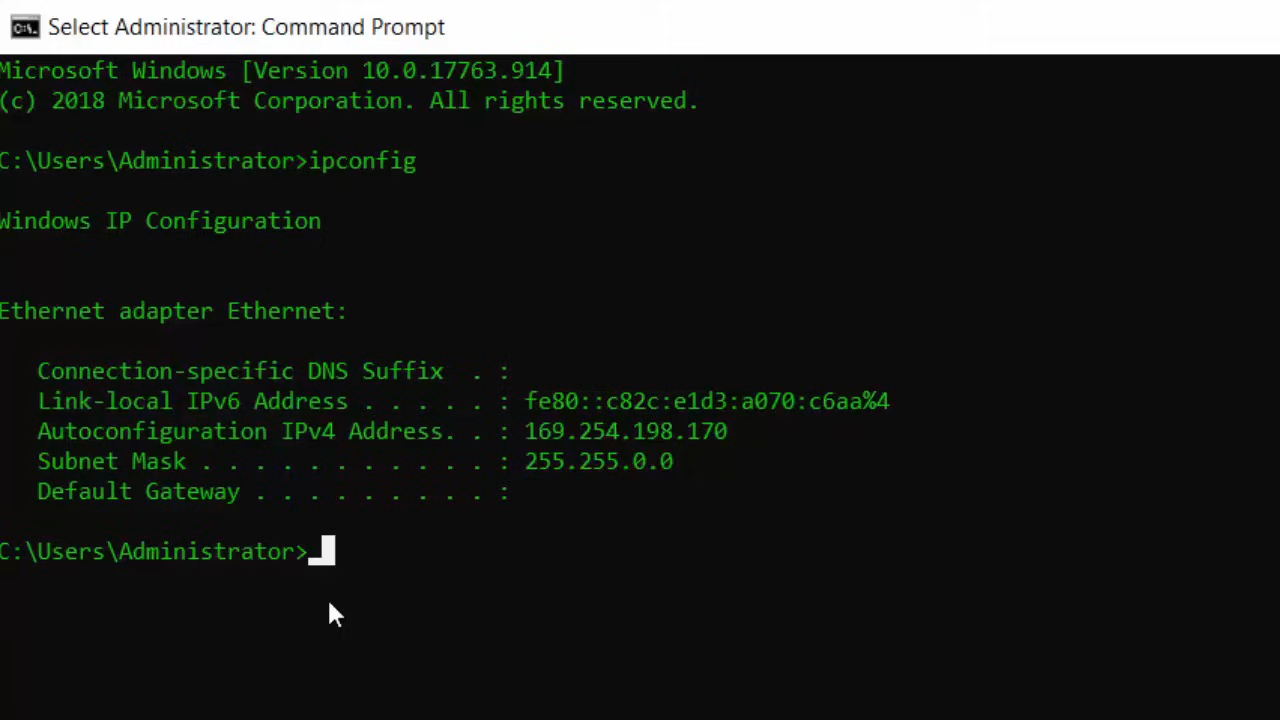 Select Administrator: Command Prompt
Microsoft Windows [Version 10.0.17763.914]
(c) 2018 Microsoft Corporation. All rights reserved.
C:\Users\Administrator>ipconfig
Windows IP Configuration
Ethernet adapter Ethernet:
Connection-specific DNS Suffix  . :
Link-local IPv6 Address . . . . . : fe80::c82c:e1d3:a070:c6aa%4
Autoconfiguration IPv4 Address. . : 169.254.198.170
Subnet Mask . . . . . . . . . . . : 255.255.0.0
Default Gateway . . . . . . . . . :
C:\Users\Administrator>